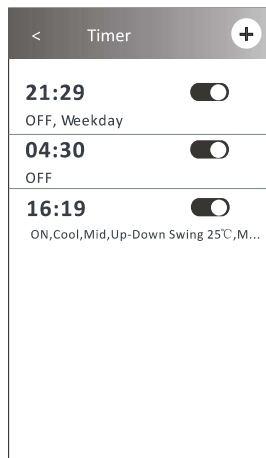 < Timer +
21:29
OFF, Weekday
04:30
OFF
16:19
ON,Cool,Mid,Up-Down Swing 25℃,M...